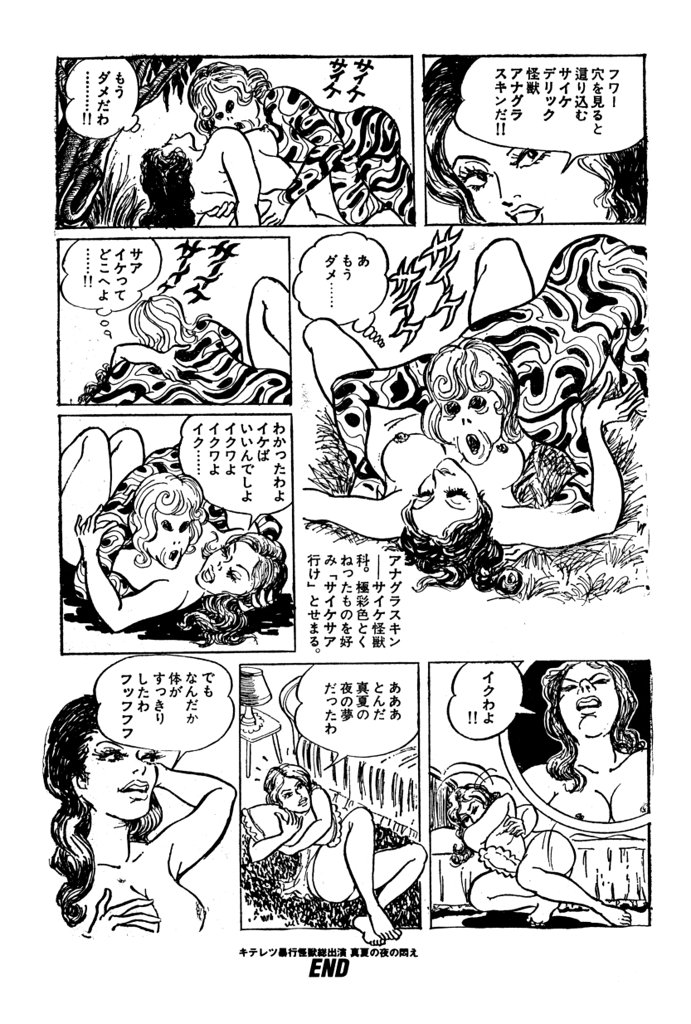 フワー
穴を見ると
這り込む
サイケ
デリック
怪獣
アナグラ
スキンだ!!
サイケ
サイケ
もう
ダメだわ
………!!
あ
もう
ダメ……
サア
イケって
どこへよ
……!!
わかったわよ
イケば
いいんでしよ
イクワよ
イクワよ
イク……
アナグラスキン
――サイケ怪獣
科。極彩色とく
ねったものを好
み「サイケサア
行け」とせまる。
イクわよ
!!
あああ
とんだ
真夏の
夜の夢
だったわ
でも
なんだか
体が
すっきり
したわ
フッフフフ
キテレツ暴行怪獣総出演 真夏の夜の悶え
END